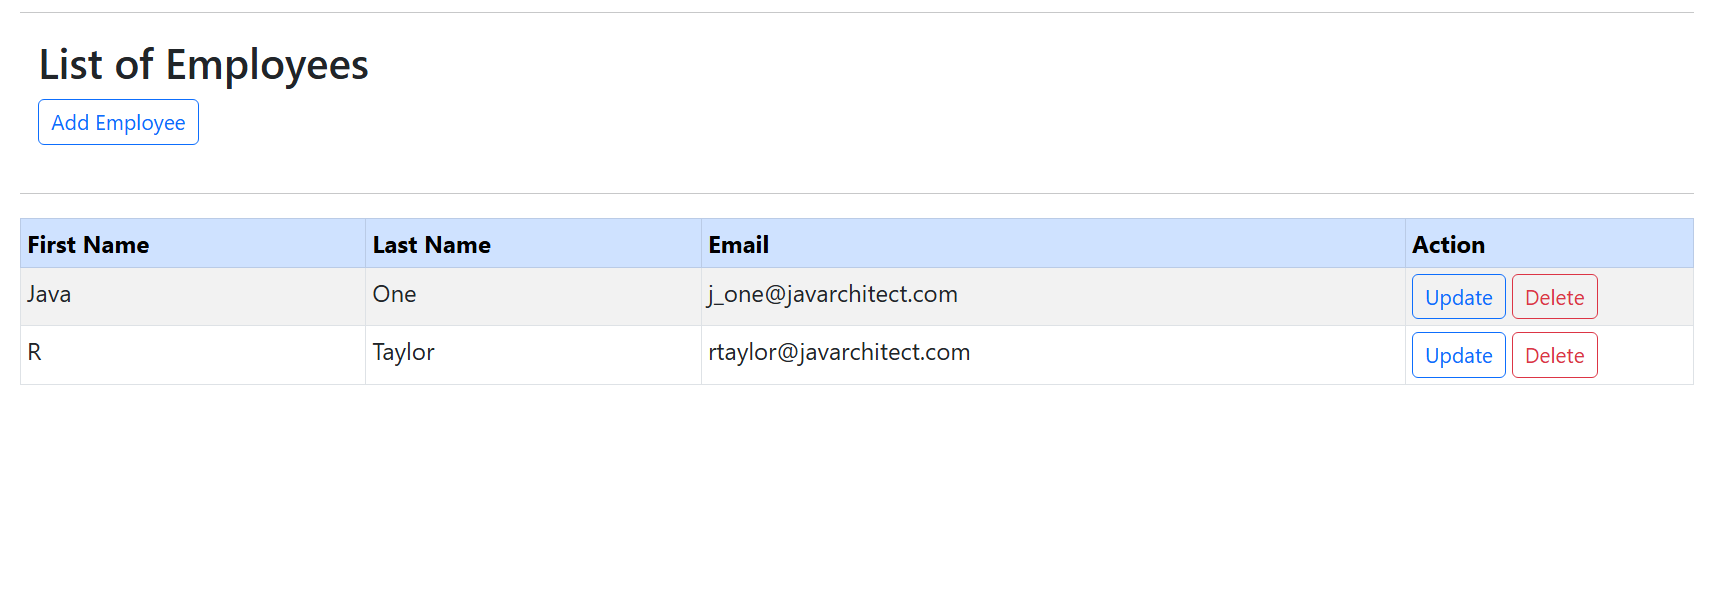 List of Employees
Add Employee
First Name Last Name Email Action
Java One j_one@javarchitect.com Update Delete
R Taylor rtaylor@javarchitect.com Update Delete